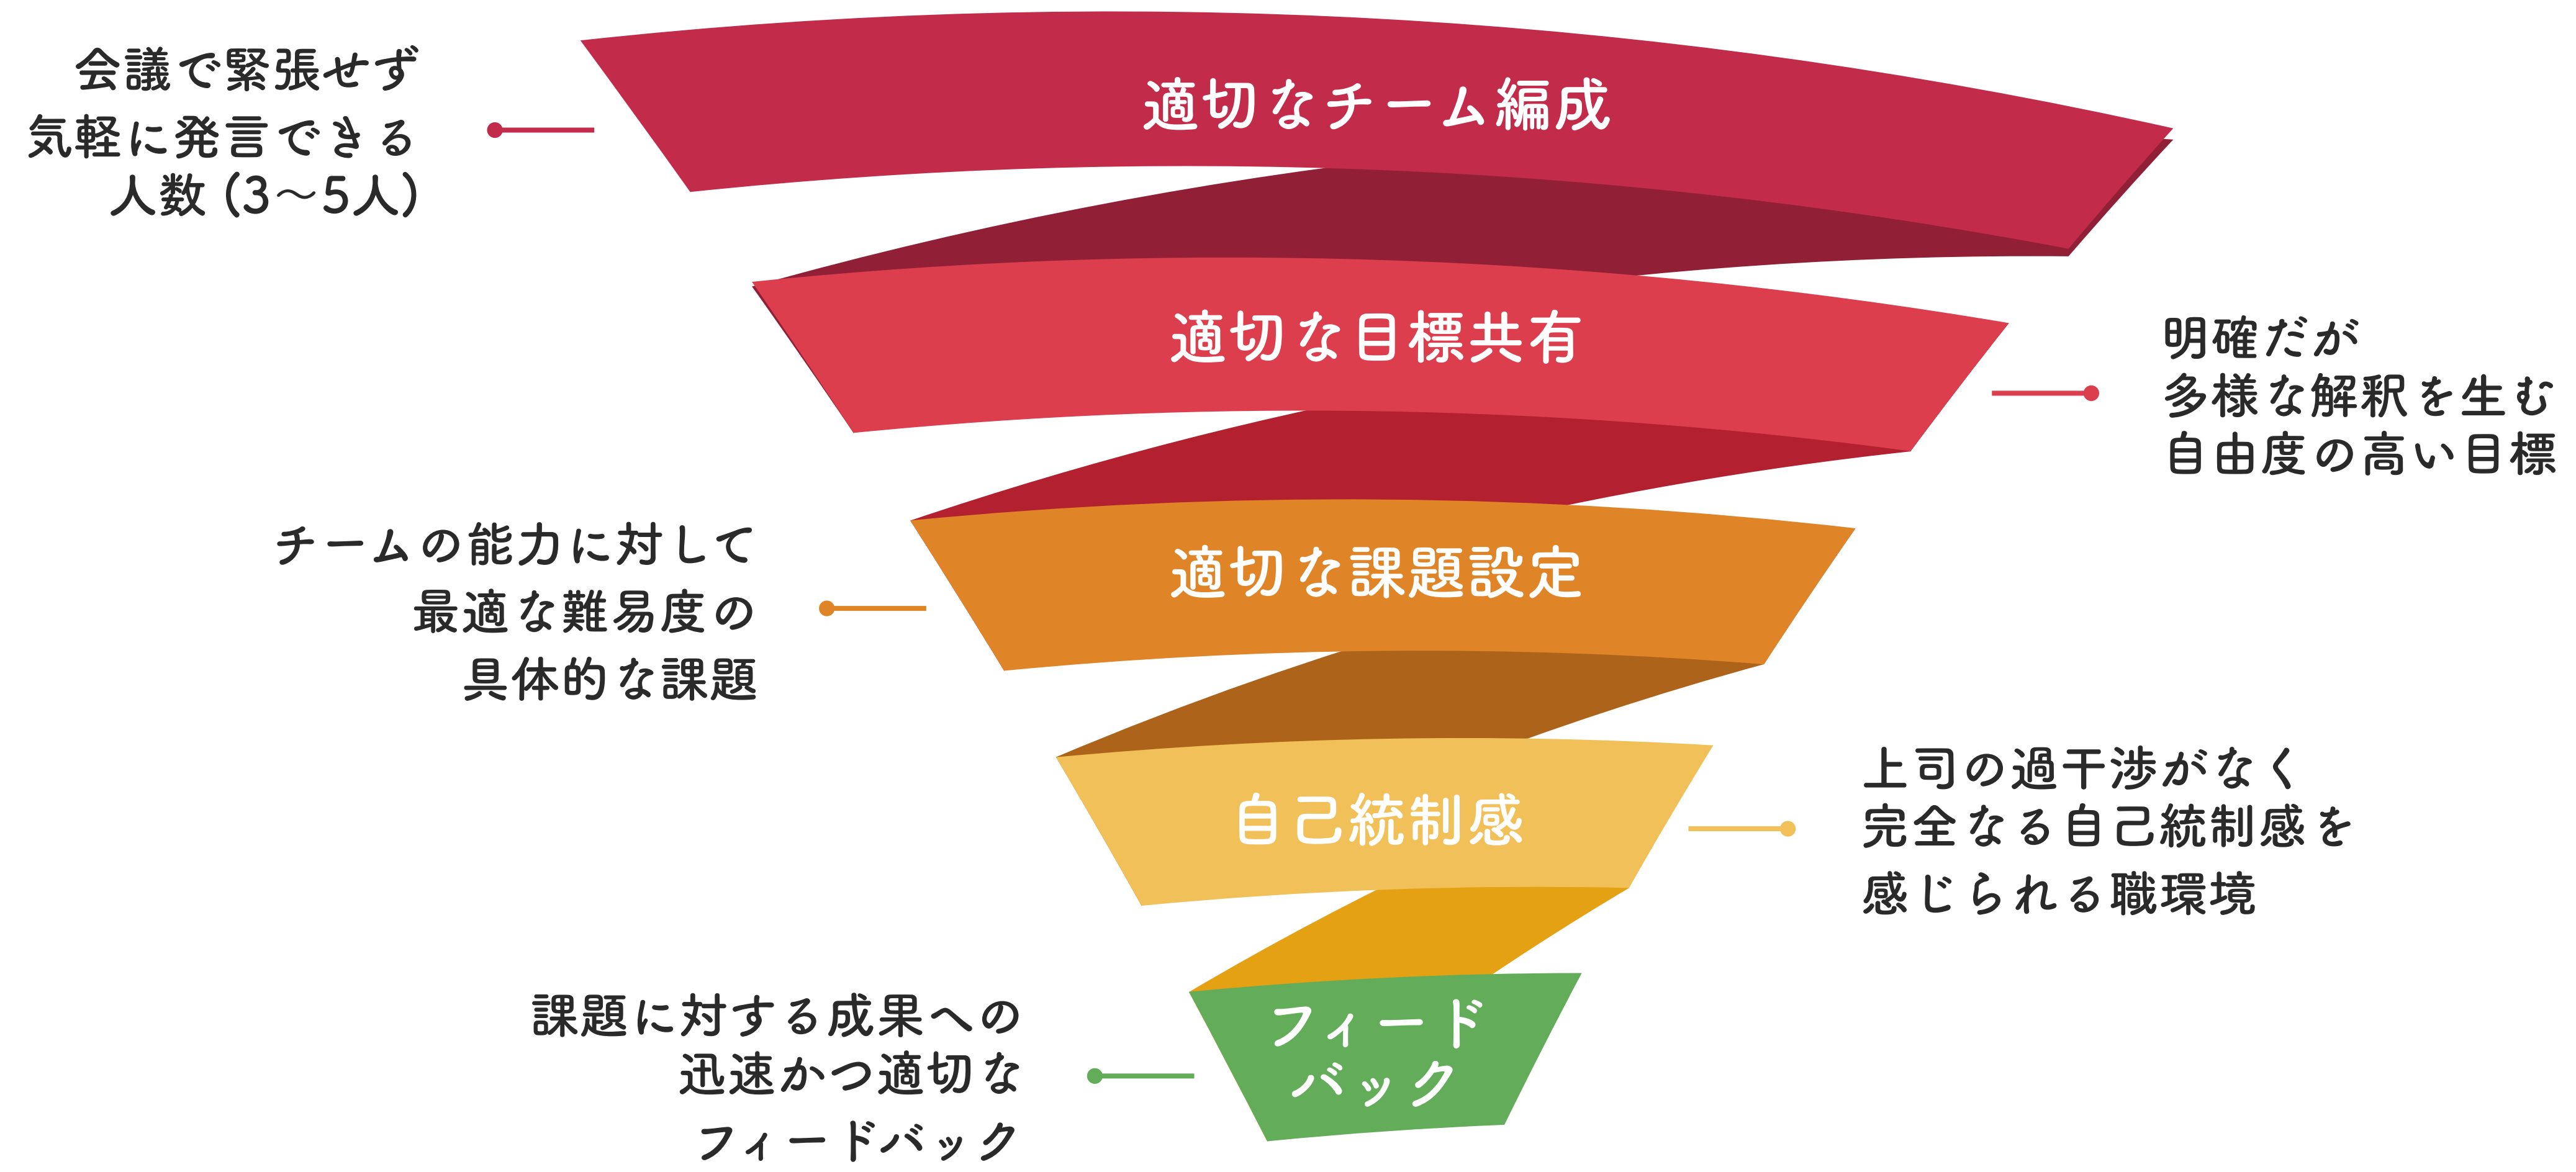 会議で緊張せず
気軽に発言できる
人数 (3〜5人)
適切なチーム編成
適切な目標共有
明確だが
多様な解釈を生む
自由度の高い目標
チームの能力に対して
最適な難易度の
具体的な課題
適切な課題設定
自己統制感
上司の過干渉がなく
完全なる自己統制感を
感じられる職環境
課題に対する成果への
迅速かつ適切な
フィードバック
フィード
バック